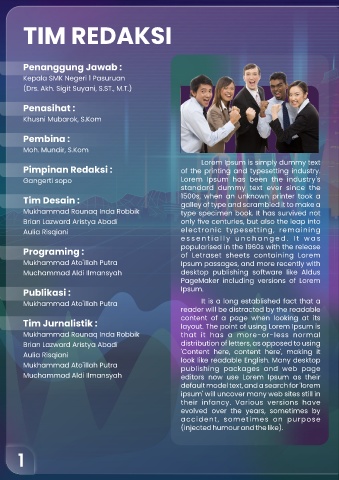 TIM REDAKSI
Penanggung Jawab :
Kepala SMK Negeri 1 Pasuruan
(Drs. Akh. Sigit Suyani, S.ST., M.T.)
Penasihat :
Khusni Mubarok, S.Kom
Pembina :
Moh. Mundir, S.Kom
Pimpinan Redaksi :
Gangerti sopo
Tim Desain :
Mukhammad Rounaq Inda Robbik
Brian Lazward Aristya Abadi
Aulia Risqiani
Programing :
Mukhammad Ato'illah Putra
Muchammad Aldi Ilmansyah
Publikasi :
Mukhammad Ato'illah Putra
Tim Jurnalistik :
Mukhammad Rounaq Inda Robbik
Brian Lazward Aristya Abadi
Aulia Risqiani
Mukhammad Ato'illah Putra
Muchammad Aldi Ilmansyah
Lorem Ipsum is simply dummy text
of the printing and typesetting industry.
Lorem Ipsum has been the industry's
standard dummy text ever since the
1500s, when an unknown printer took a
galley of type and scrambled it to make a
type specimen book. It has survived not
only five centuries, but also the leap into
electronic typesetting, remaining
essentially unchanged. It was
popularised in the 1960s with the release
of Letraset sheets containing Lorem
Ipsum passages, and more recently with
desktop publishing software like Aldus
PageMaker including versions of Lorem
Ipsum.
It is a long established fact that a
reader will be distracted by the readable
content of a page when looking at its
layout. The point of using Lorem Ipsum is
that it has a more-or-less normal
distribution of letters, as opposed to using
'Content here, content here', making it
look like readable English. Many desktop
publishing packages and web page
editors now use Lorem Ipsum as their
default model text, and a search for 'lorem
ipsum' will uncover many web sites still in
their infancy. Various versions have
evolved over the years, sometimes by
accident, sometimes on purpose
(injected humour and the like).
1